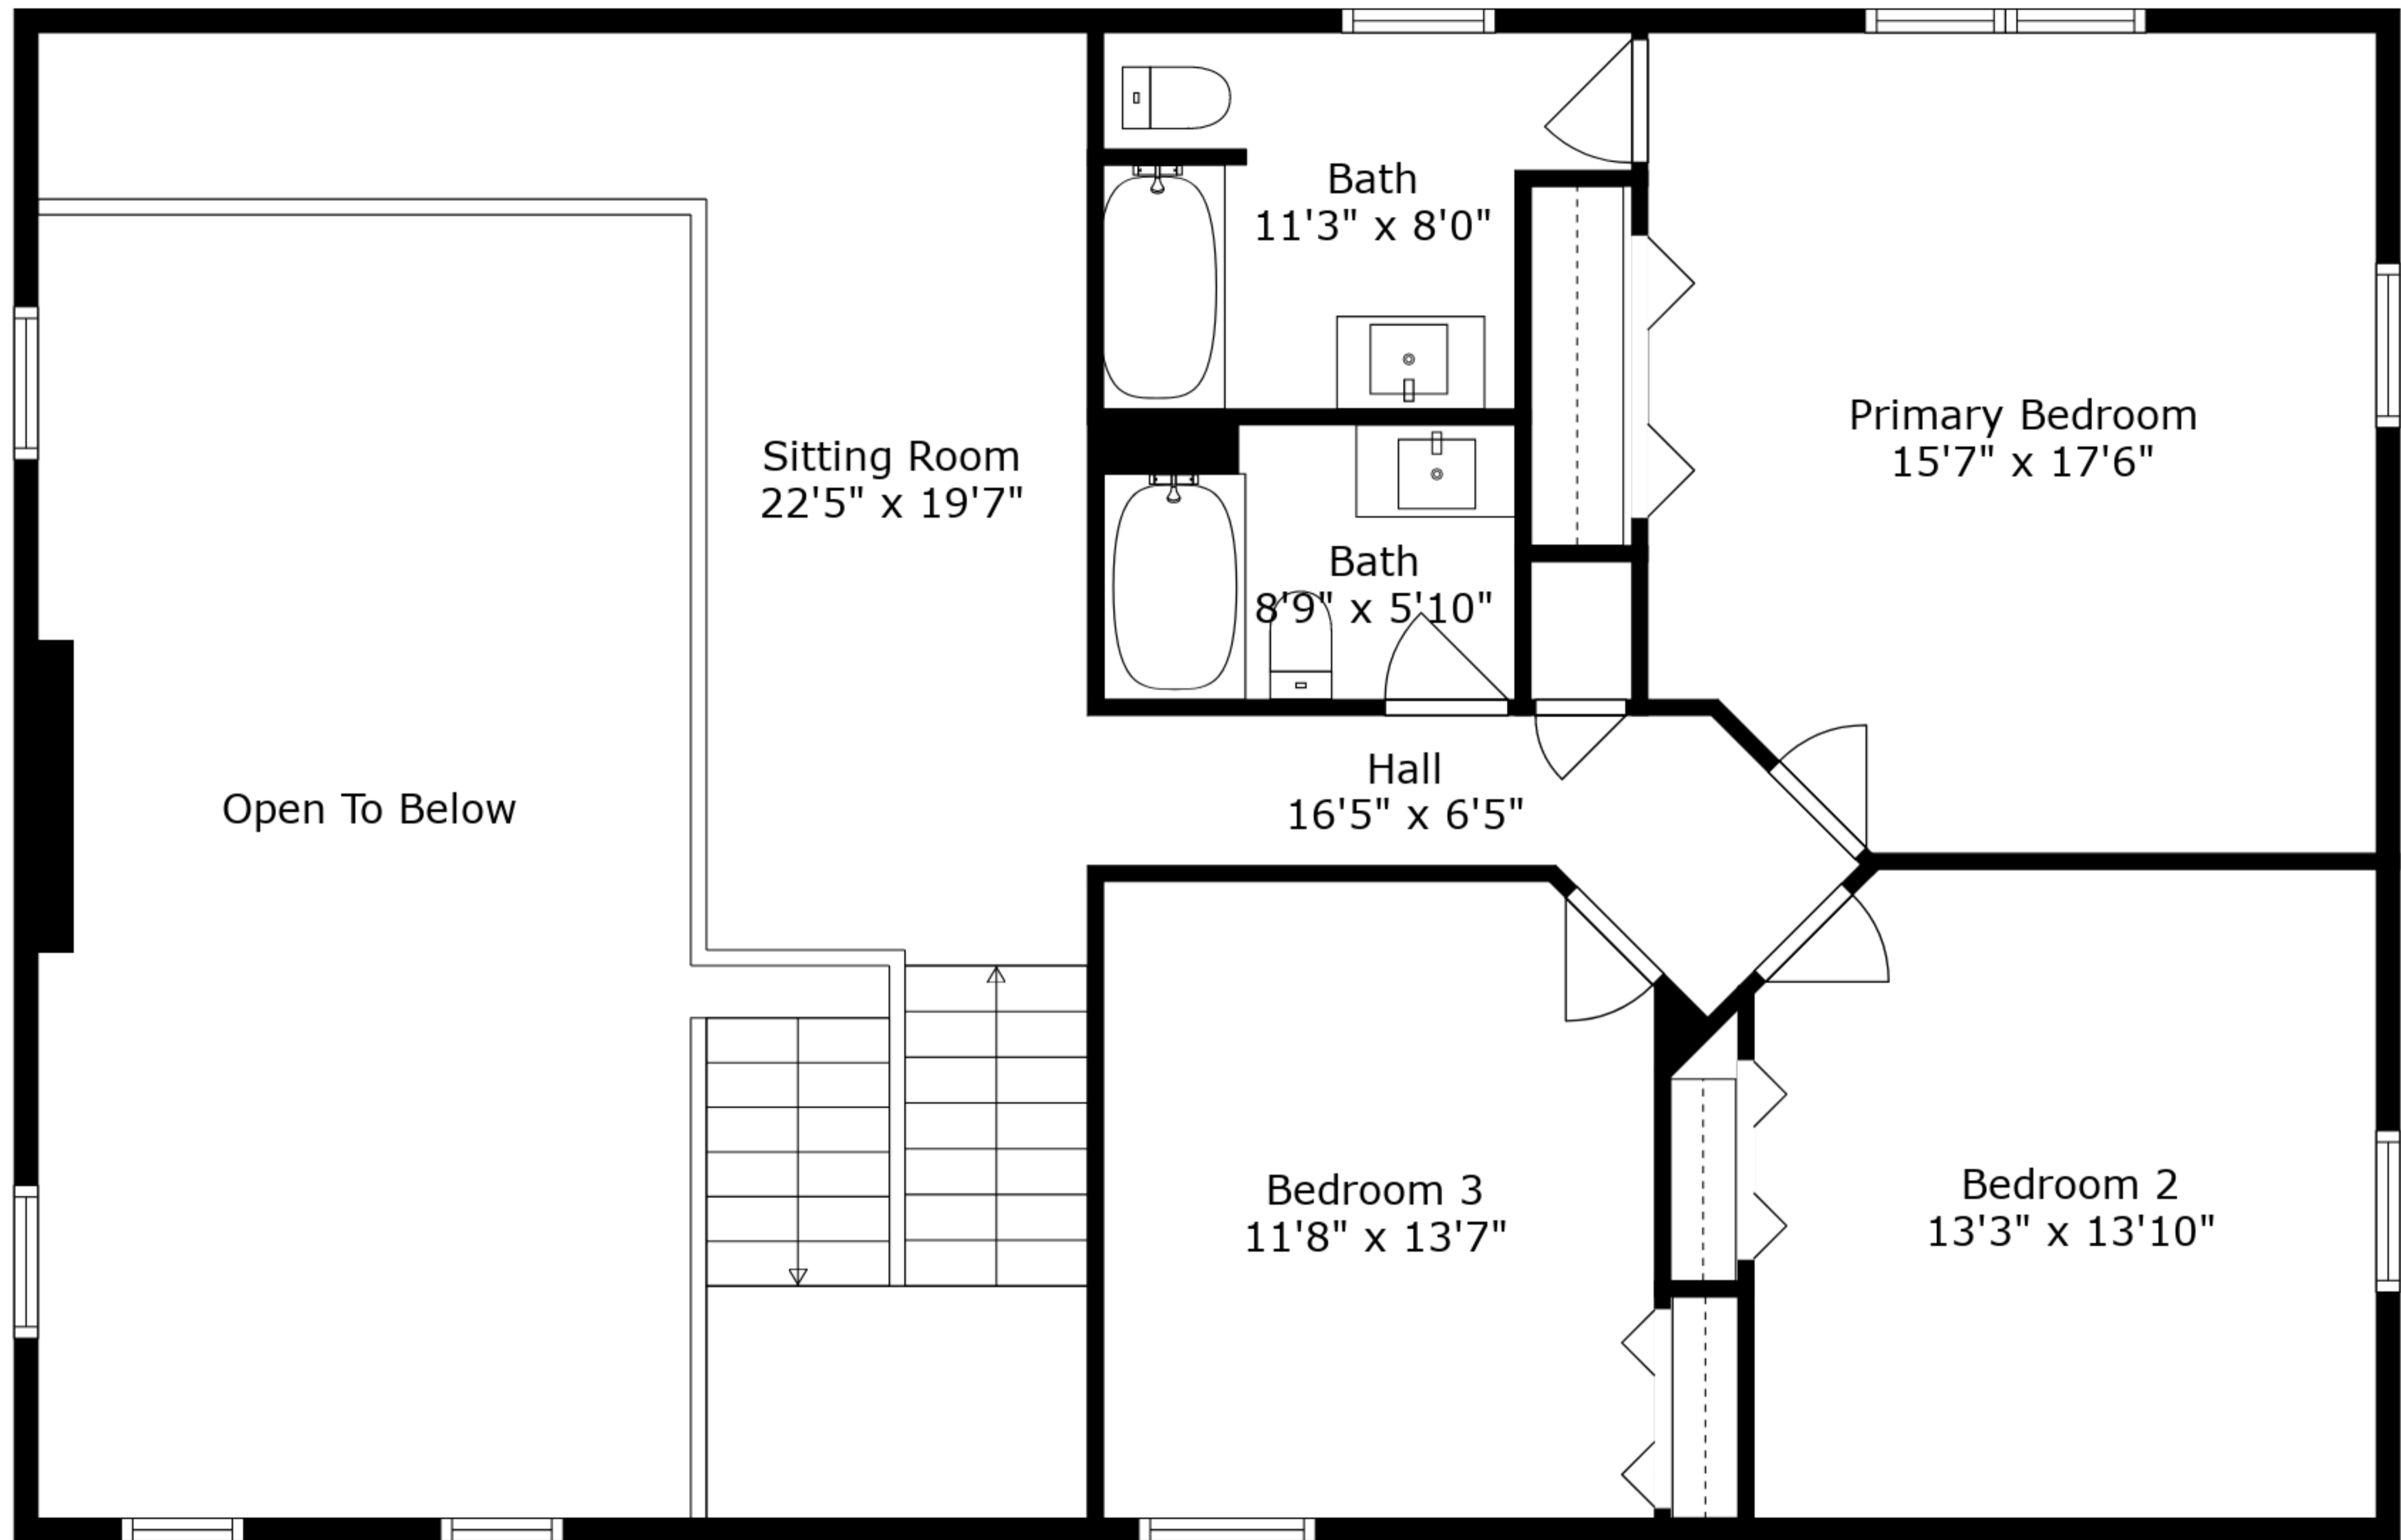 Bath
11'3" x 8'0"
Primary Bedroom
15'7" x 17'6"
Sitting Room
22'5" x 19'7"
Bath
8'9" x 5'10"
Hall
16'5" x 6'5"
Open To Below
Bedroom 3
11'8" x 13'7"
Bedroom 2
13'3" x 13'10"